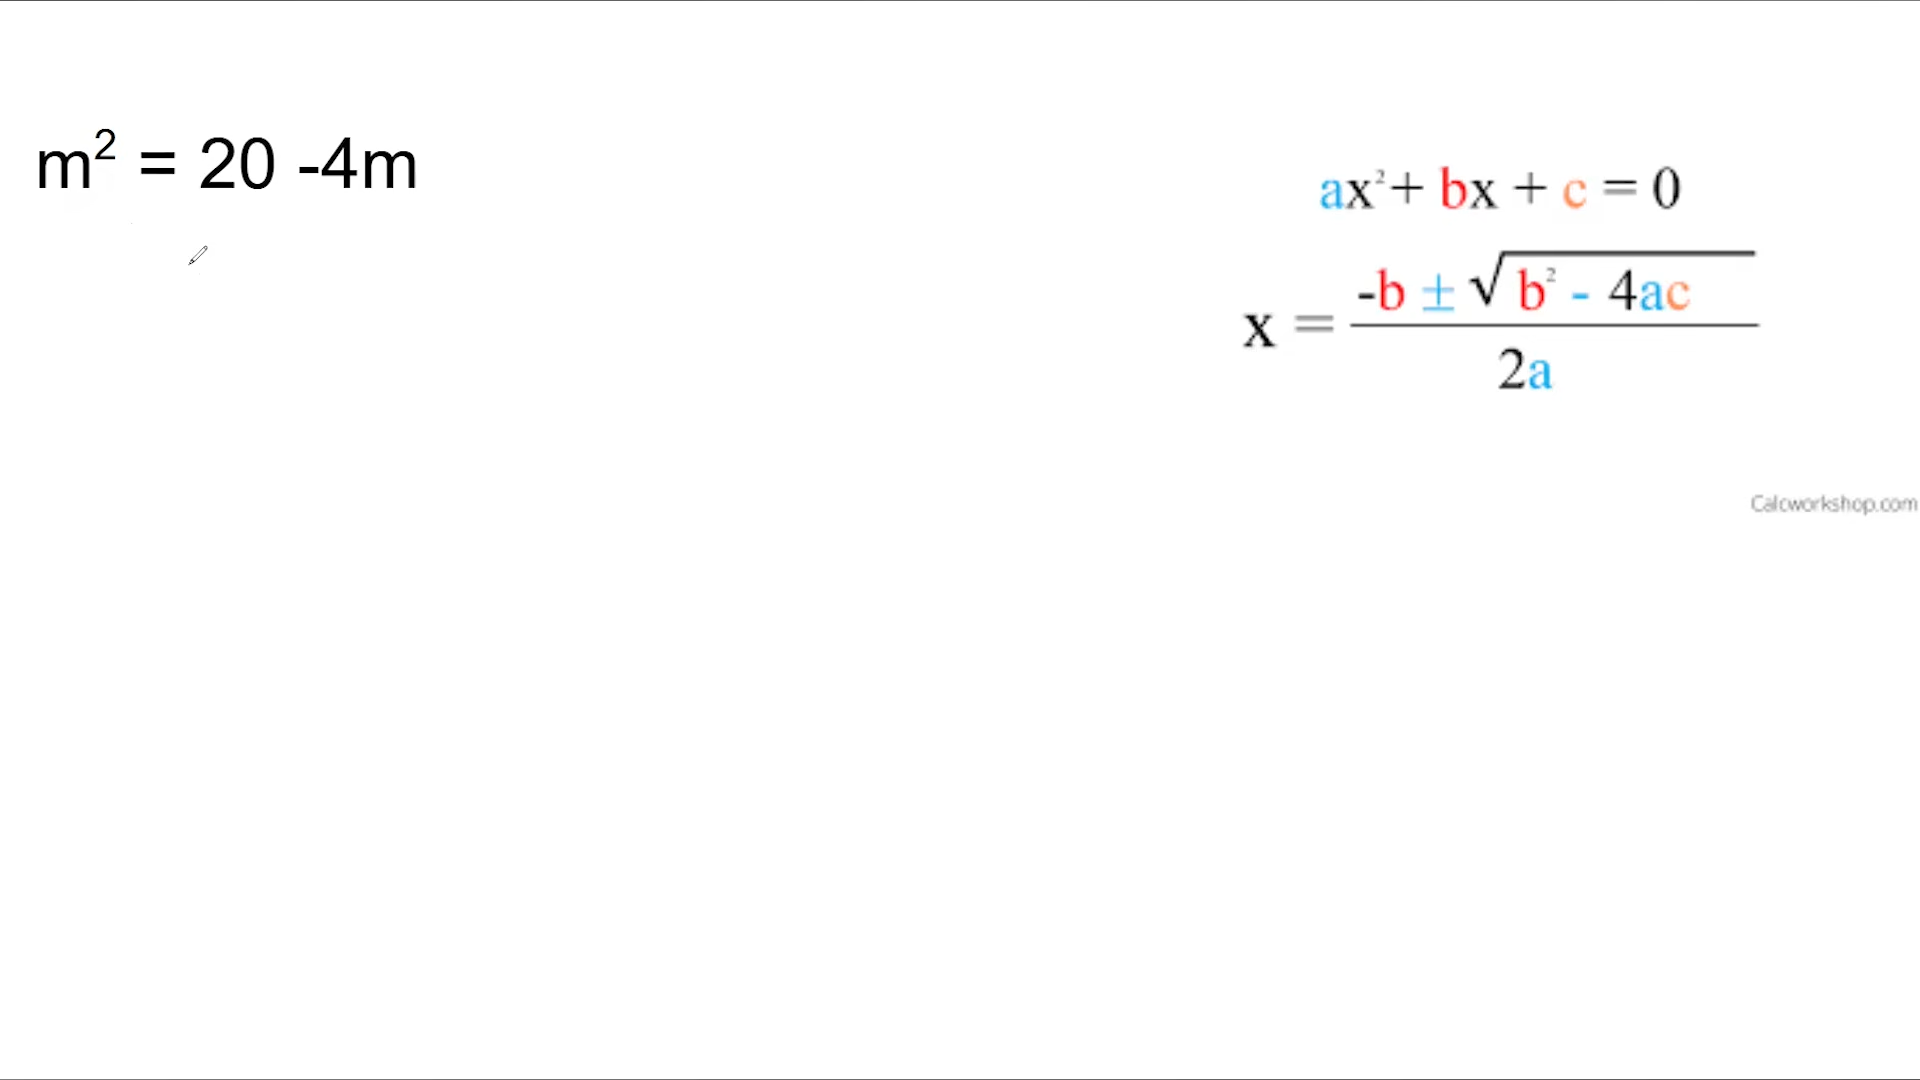 m² = 20 -4m
ax² + bx + c = 0
x = -b ± √b² - 4ac / 2a
Calcworkshop.com